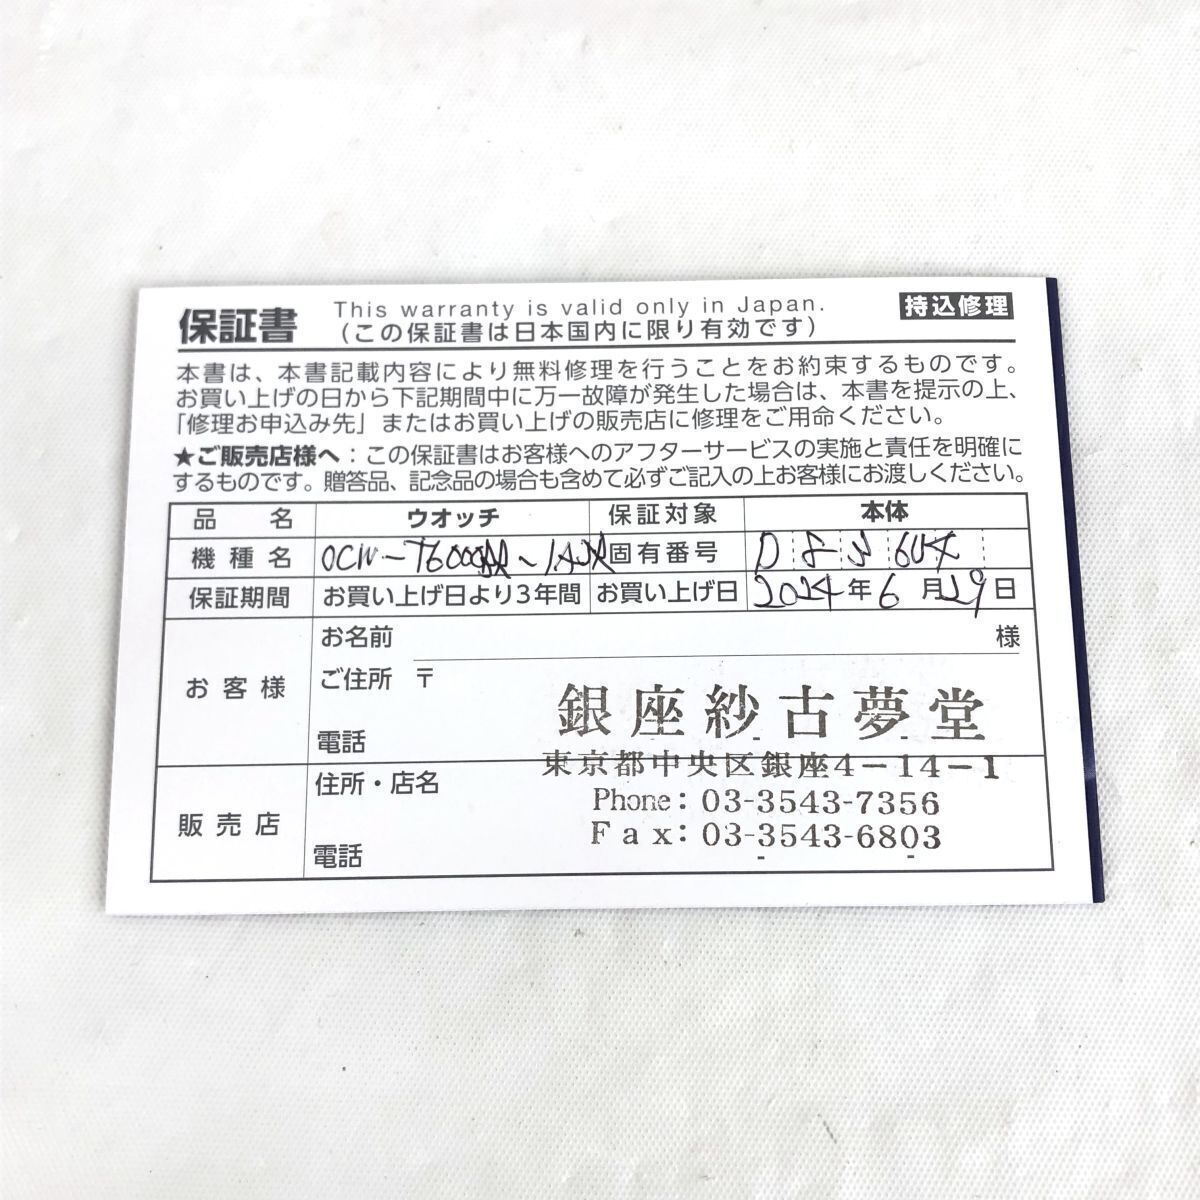 保証書
This warranty is valid only in Japan.
(この保証書は日本国内に限り有効です)
持込修理
本書は、本書記載内容により無料修理を行うことをお約束するものです。
お買い上げの日から下記期間中に万一故障が発生した場合は、本書を提示の上、
「修理お申込み先」またはお買い上げの販売店に修理をご用命ください。
★ご販売店様へ：この保証書はお客様へのアフターサービスの実施と責任を明確に
するものです。贈答品、記念品の場合も含めて必ずご記入の上お客様にお渡しください。
品名 ウオッチ 保証対象 本体
機種名 固有番号
保証期間 お買い上げ日より3年間 お買い上げ日 2024年6月29日
お客様
お名前 様
ご住所 〒
電話
販売店
住所・店名
電話
銀座紗古夢堂
東京都中央区銀座4-14-1
Phone: 03-3543-7356
Fax: 03-3543-6803